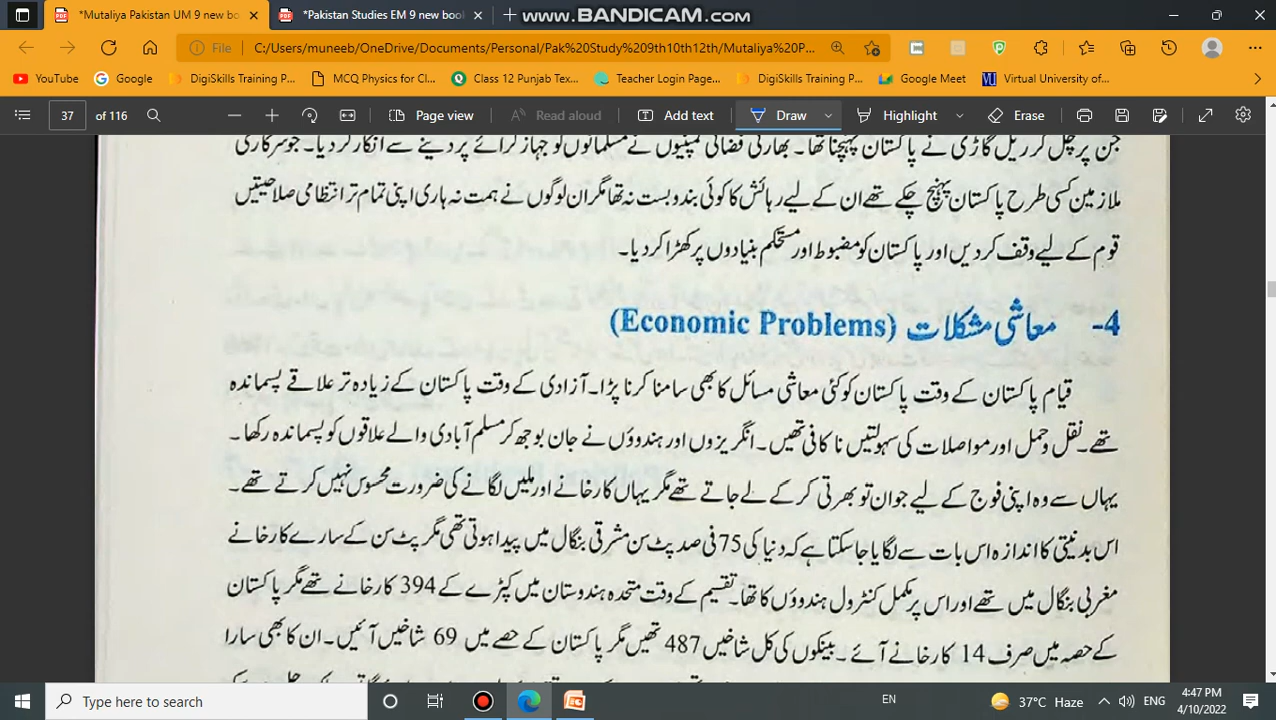 *Mutaliya Pakistan UM 9 new bo
*Pakistan Studies EM 9 new bool
www.BANDICAM.com
File
C:/Users/muneeb/OneDrive/Documents/Personal/Pak%20Study%209th10th12th/Mutaliya%20P...
YouTube
Google
DigiSkills Training P...
MCQ Physics for Cl...
Class 12 Punjab Tex...
Teacher Login Page...
DigiSkills Training P...
Google Meet
Virtual University of...
37 of 116
Page view
Read aloud
Add text
Draw
Highlight
Erase
جن پر چل کر ریل گاڑی نے پاکستان پہنچنا تھا۔ بھارتی فضائی کمپنیوں نے مسلمانوں کو جہاز کرائے پر دینے سے انکار کر دیا۔ جو سرکاری
ملازمین کسی طرح پاکستان پہنچ چکے تھے ان کے لیے رہائش کا کوئی بندوبست نہ تھا مگر ان لوگوں نے ہمت نہ ہاری اپنی تمام تر انتظامی صلاحیتیں
قوم کے لیے وقف کر دیں اور پاکستان کو مضبوط اور مستحکم بنیادوں پر کھڑا کر دیا۔
4- معاشی مشکلات (Economic Problems)
قیام پاکستان کے وقت پاکستان کو کئی معاشی مسائل کا بھی سامنا کرنا پڑا۔ آزادی کے وقت پاکستان کے زیادہ تر علاقے پسماندہ
تھے۔ نقل و حمل اور مواصلات کی سہولتیں ناکافی تھیں۔ انگریزوں اور ہندوؤں نے جان بوجھ کر مسلم آبادی والے علاقوں کو پسماندہ رکھا۔
یہاں سے وہ اپنی فوج کے لیے جوان تو بھرتی کر کے لے جاتے تھے مگر یہاں کارخانے اور ملیں لگانے کی ضرورت محسوس نہیں کرتے تھے۔
اس بدنیتی کا اندازہ اس بات سے لگایا جا سکتا ہے کہ دنیا کی 75 فی صد پٹ سن مشرقی بنگال میں پیدا ہوتی تھی مگر پٹ سن کے سارے کارخانے
مغربی بنگال میں تھے اور اس پر مکمل کنٹرول ہندوؤں کا تھا۔ تقسیم کے وقت متحدہ ہندوستان میں کپڑے کے 394 کارخانے تھے مگر پاکستان
کے حصہ میں صرف 14 کارخانے آئے۔ بینکوں کی کل شاخیں 487 تھیں مگر پاکستان کے حصے میں 69 شاخیں آئیں۔ ان کا بھی سارا
Type here to search
EN
37°C Haze
ENG
4:47 PM
4/10/2022